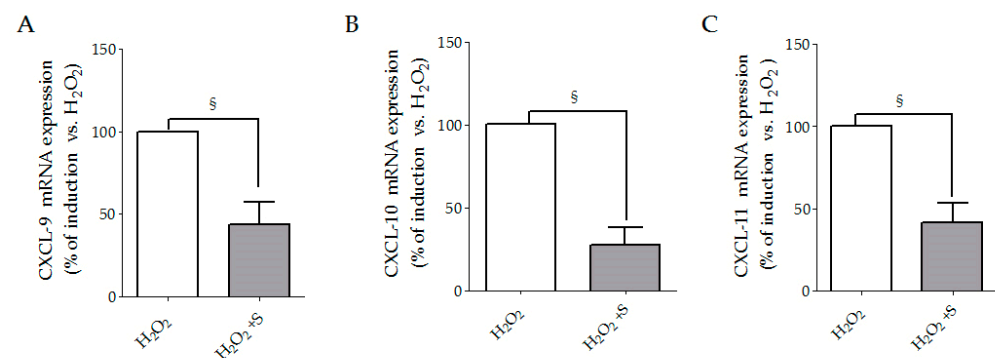 A
CXCL-9 mRNA expression
(% of induction vs. H₂O₂)
150
100
50
0
§
H₂O₂
H₂O₂ +S
B
CXCL-10 mRNA expression
(% of induction vs. H₂O₂)
150
100
50
0
§
H₂O₂
H₂O₂ +S
C
CXCL-11 mRNA expression
(% of induction vs. H₂O₂ )
150
100
50
0
§
H₂O₂
H₂O₂ +S